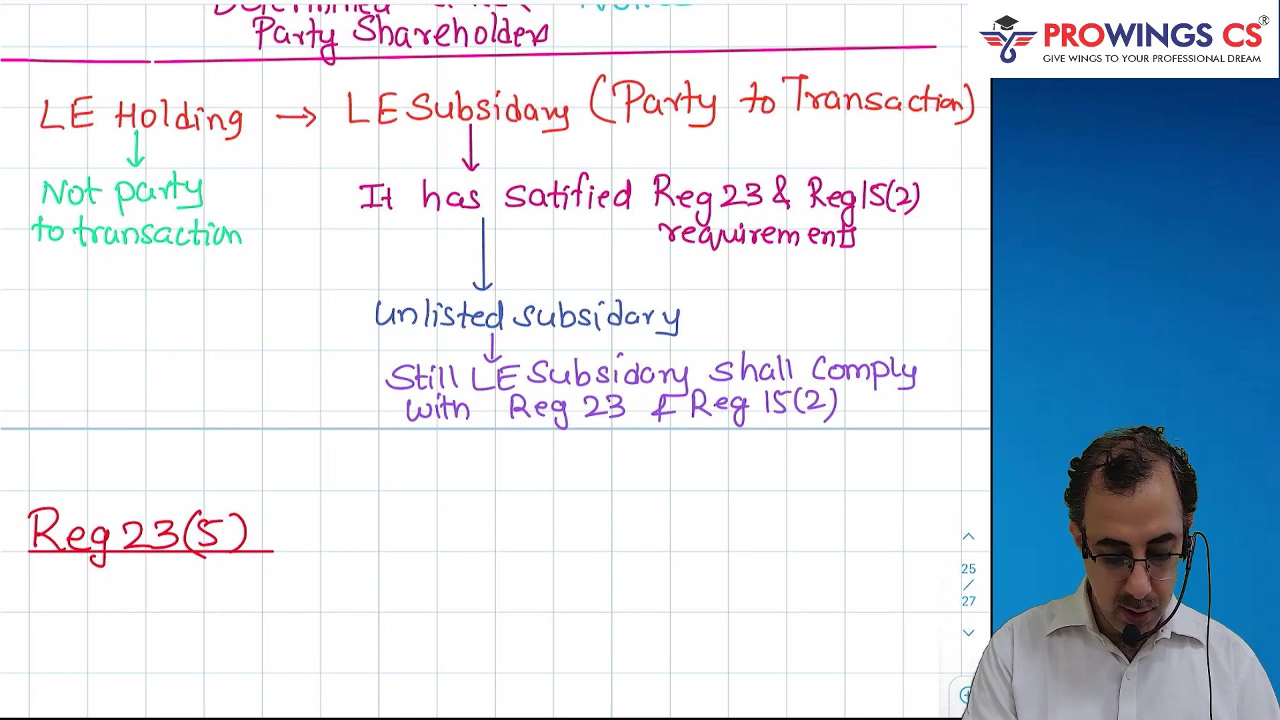 Party Shareholders
PROWINGS CS®
GIVE WINGS TO YOUR PROFESSIONAL DREAM
LE Holding → LE Subsidary (Party to Transaction)
Not party
to transaction
It has satified Reg 23 & Reg 15(2)
requirements
Unlisted subsidary
Still LE Subsidary shall comply
with Reg 23 & Reg 15(2)
Reg 23(5)
25
/
27